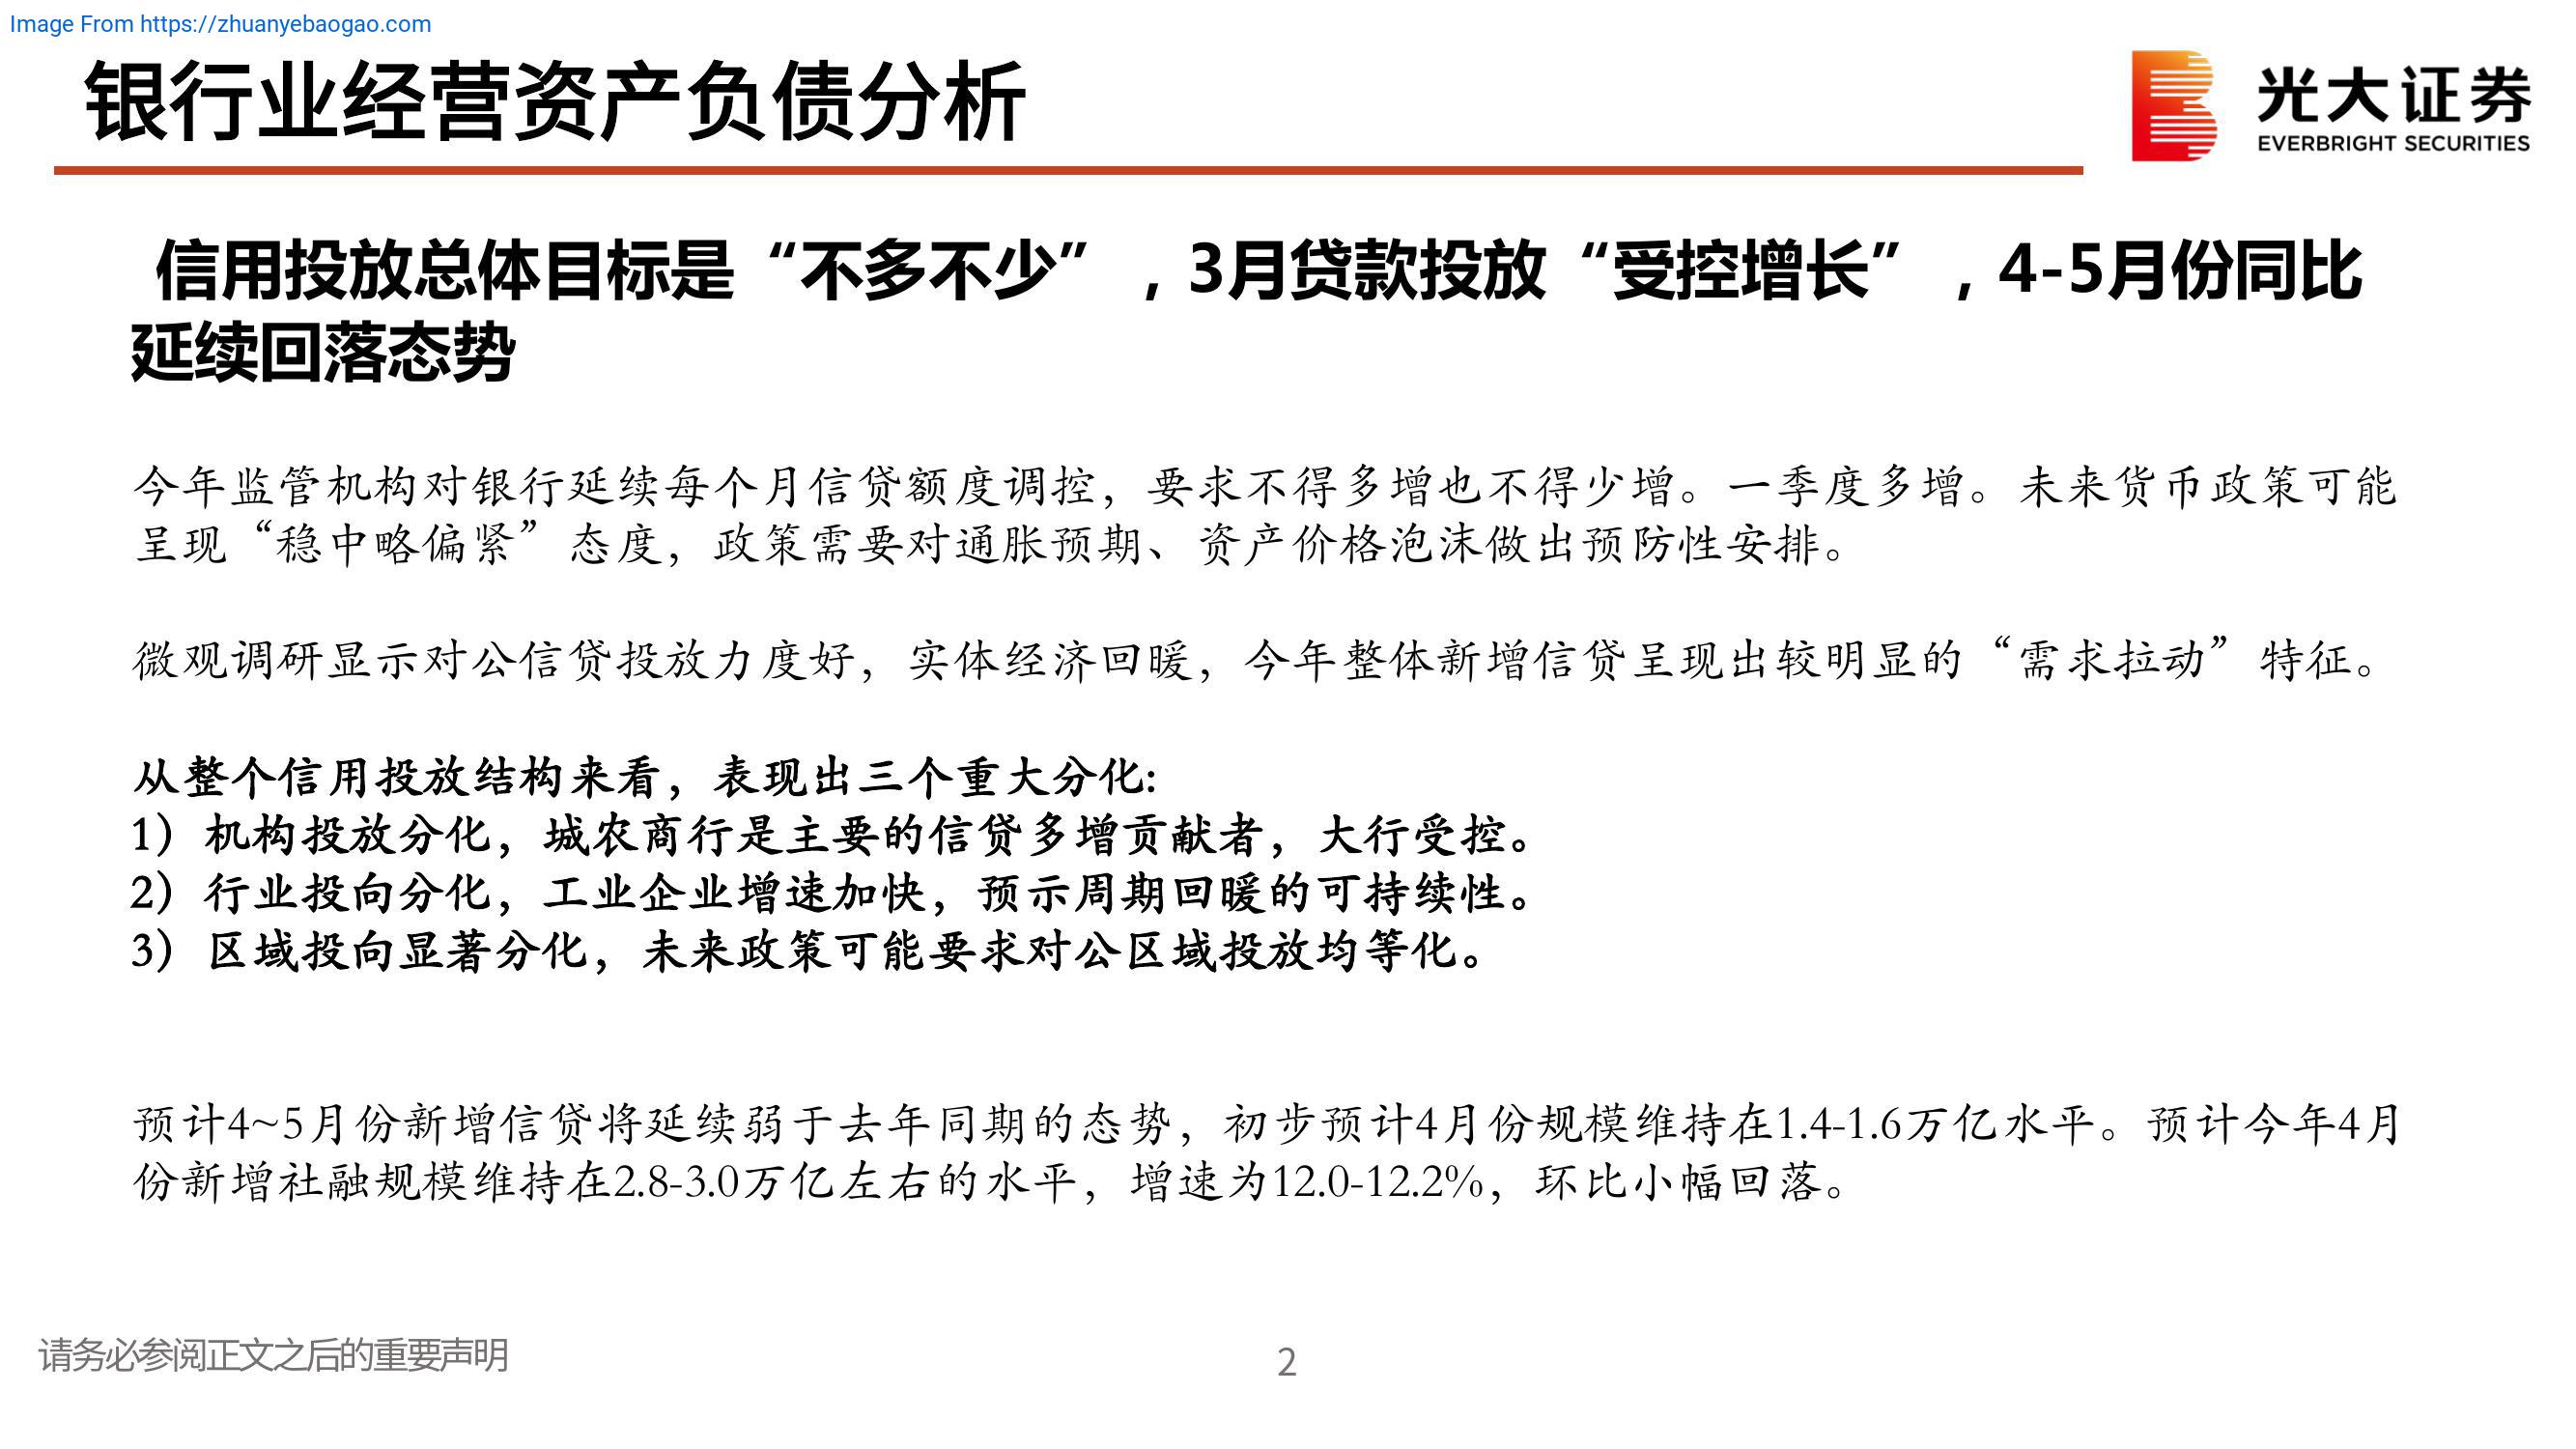 Image From https://zhuanyebaogao.com
银行业经营资产负债分析
光大证券
EVERBRIGHT SECURITIES
信用投放总体目标是“不多不少”,3月贷款投放“受控增长”,4-5月份同比
延续回落态势
今年监管机构对银行延续每个月信贷额度调控，要求不得多增也不得少增。一季度多增。未来货币政策可能
呈现“稳中略偏紧”态度，政策需要对通胀预期、资产价格泡沫做出预防性安排。
微观调研显示对公信贷投放力度好，实体经济回暖，今年整体新增信贷呈现出较明显的“需求拉动”特征。
从整个信用投放结构来看，表现出三个重大分化:
1）机构投放分化，城农商行是主要的信贷多增贡献者，大行受控。
2）行业投向分化，工业企业增速加快，预示周期回暖的可持续性。
3）区域投向显著分化，未来政策可能要求对公区域投放均等化。
预计4~5月份新增信贷将延续弱于去年同期的态势，初步预计4月份规模维持在1.4-1.6万亿水平。预计今年4月
份新增社融规模维持在2.8-3.0万亿左右的水平，增速为12.0-12.2%，环比小幅回落。
请务必参阅正文之后的重要声明
2